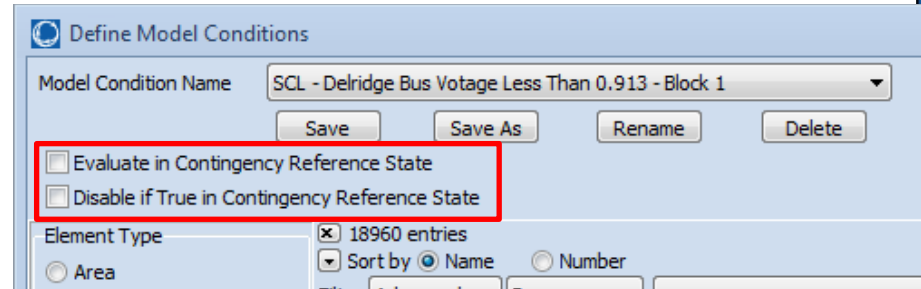 Define Model Conditions
Model Condition Name SCL - Delridge Bus Votage Less Than 0.913 - Block 1
Save Save As Rename Delete
Evaluate in Contingency Reference State
Disable if True in Contingency Reference State
Element Type 18960 entries
Sort by Name Number
Area